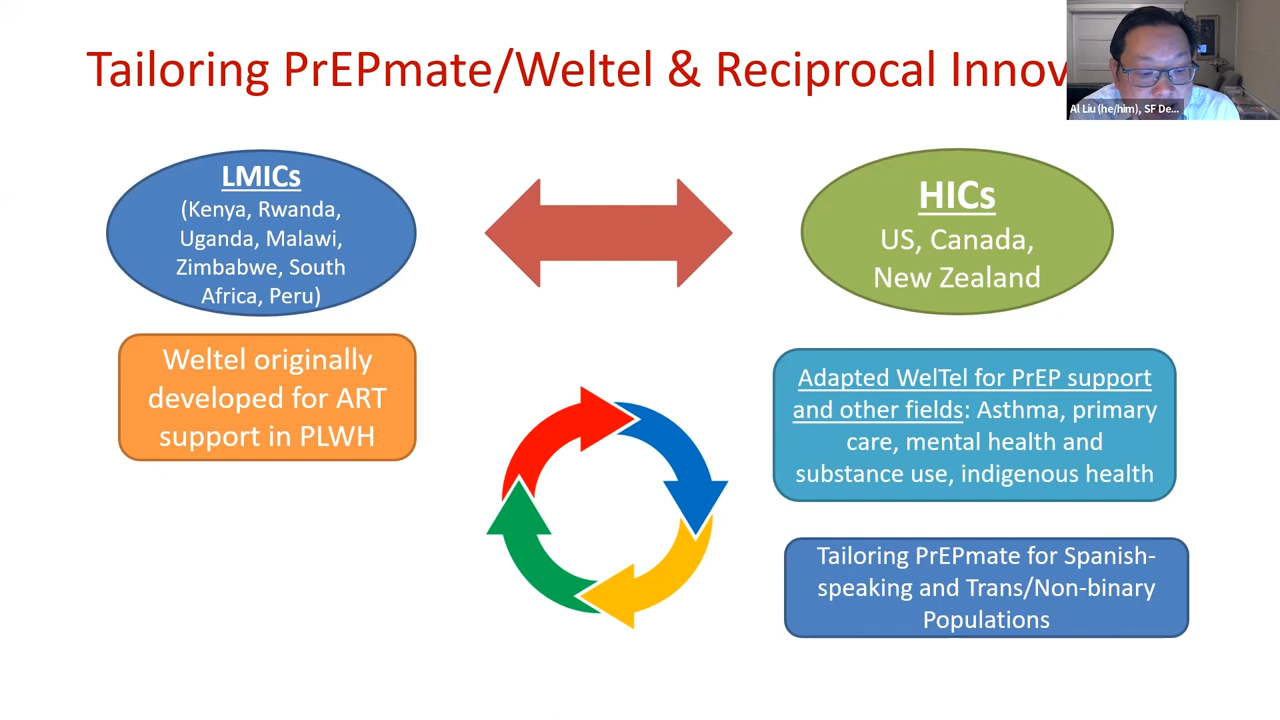 Tailoring PrEPmate/Weltel & Reciprocal Innov
Al Liu (he/him), SF De...
LMICs
(Kenya, Rwanda,
Uganda, Malawi,
Zimbabwe, South
Africa, Peru)
HICs
US, Canada,
New Zealand
Weltel originally
developed for ART
support in PLWH
Adapted WelTel for PrEP support
and other fields: Asthma, primary
care, mental health and
substance use, indigenous health
Tailoring PrEPmate for Spanish-
speaking and Trans/Non-binary
Populations